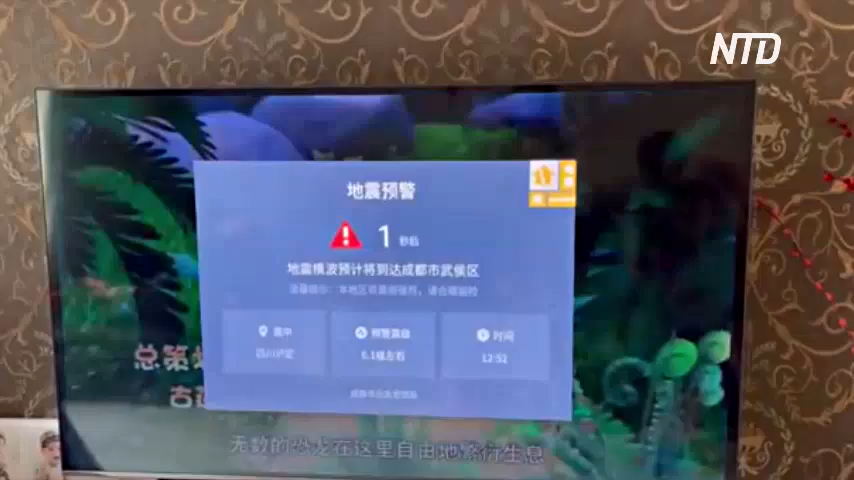 NTD
地震预警
1 秒后
地震横波预计将到达成都市武侯区
震中
预警震级
时间
四川泸定
6.1级左右
12:52
总策划
无数的恐龙在这里自由地繁衍生息